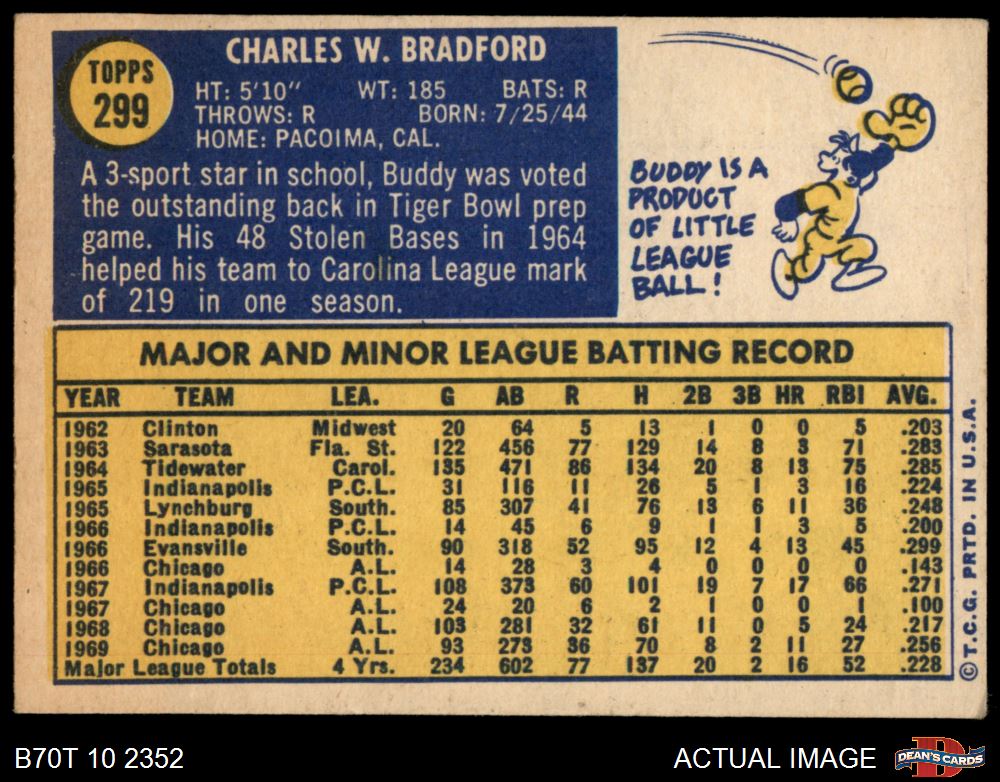 TOPPS
299
CHARLES W. BRADFORD
HT: 5'10" WT: 185 BATS: R
THROWS: R BORN: 7/25/44
HOME: PACOIMA, CAL.
A 3-sport star in school, Buddy was voted
the outstanding back in Tiger Bowl prep
game. His 48 Stolen Bases in 1964
helped his team to Carolina League mark
of 219 in one season.
BUDDY IS A
PRODUCT
OF LITTLE
LEAGUE
BALL!
MAJOR AND MINOR LEAGUE BATTING RECORD
YEAR TEAM LEA. G AB R H 2B 3B HR RBI AVG.
1962 Clinton Midwest 20 64 5 13 1 0 0 5 .203
1963 Sarasota Fla. St. 122 456 77 129 14 8 3 71 .283
1964 Tidewater Carol. 135 471 86 134 20 8 13 75 .285
1965 Indianapolis P.C.L. 31 116 11 26 5 1 3 16 .224
1965 Lynchburg South. 85 307 41 76 13 6 11 36 .248
1966 Indianapolis P.C.L. 14 45 6 9 1 1 3 5 .200
1966 Evansville South. 90 318 52 95 12 4 13 45 .299
1966 Chicago A.L. 14 28 3 4 0 0 0 0 .143
1967 Indianapolis P.C.L. 108 373 60 101 19 7 17 66 .271
1967 Chicago A.L. 24 20 6 2 1 0 0 1 .100
1968 Chicago A.L. 103 281 32 61 11 0 5 24 .217
1969 Chicago A.L. 93 273 36 70 8 2 11 27 .256
Major League Totals 4 Yrs. 234 602 77 137 20 2 16 52 .228
© T.C.G. PRTD. IN U.S.A.
B70T 10 2352
ACTUAL IMAGE
D
DEAN'S CARDS